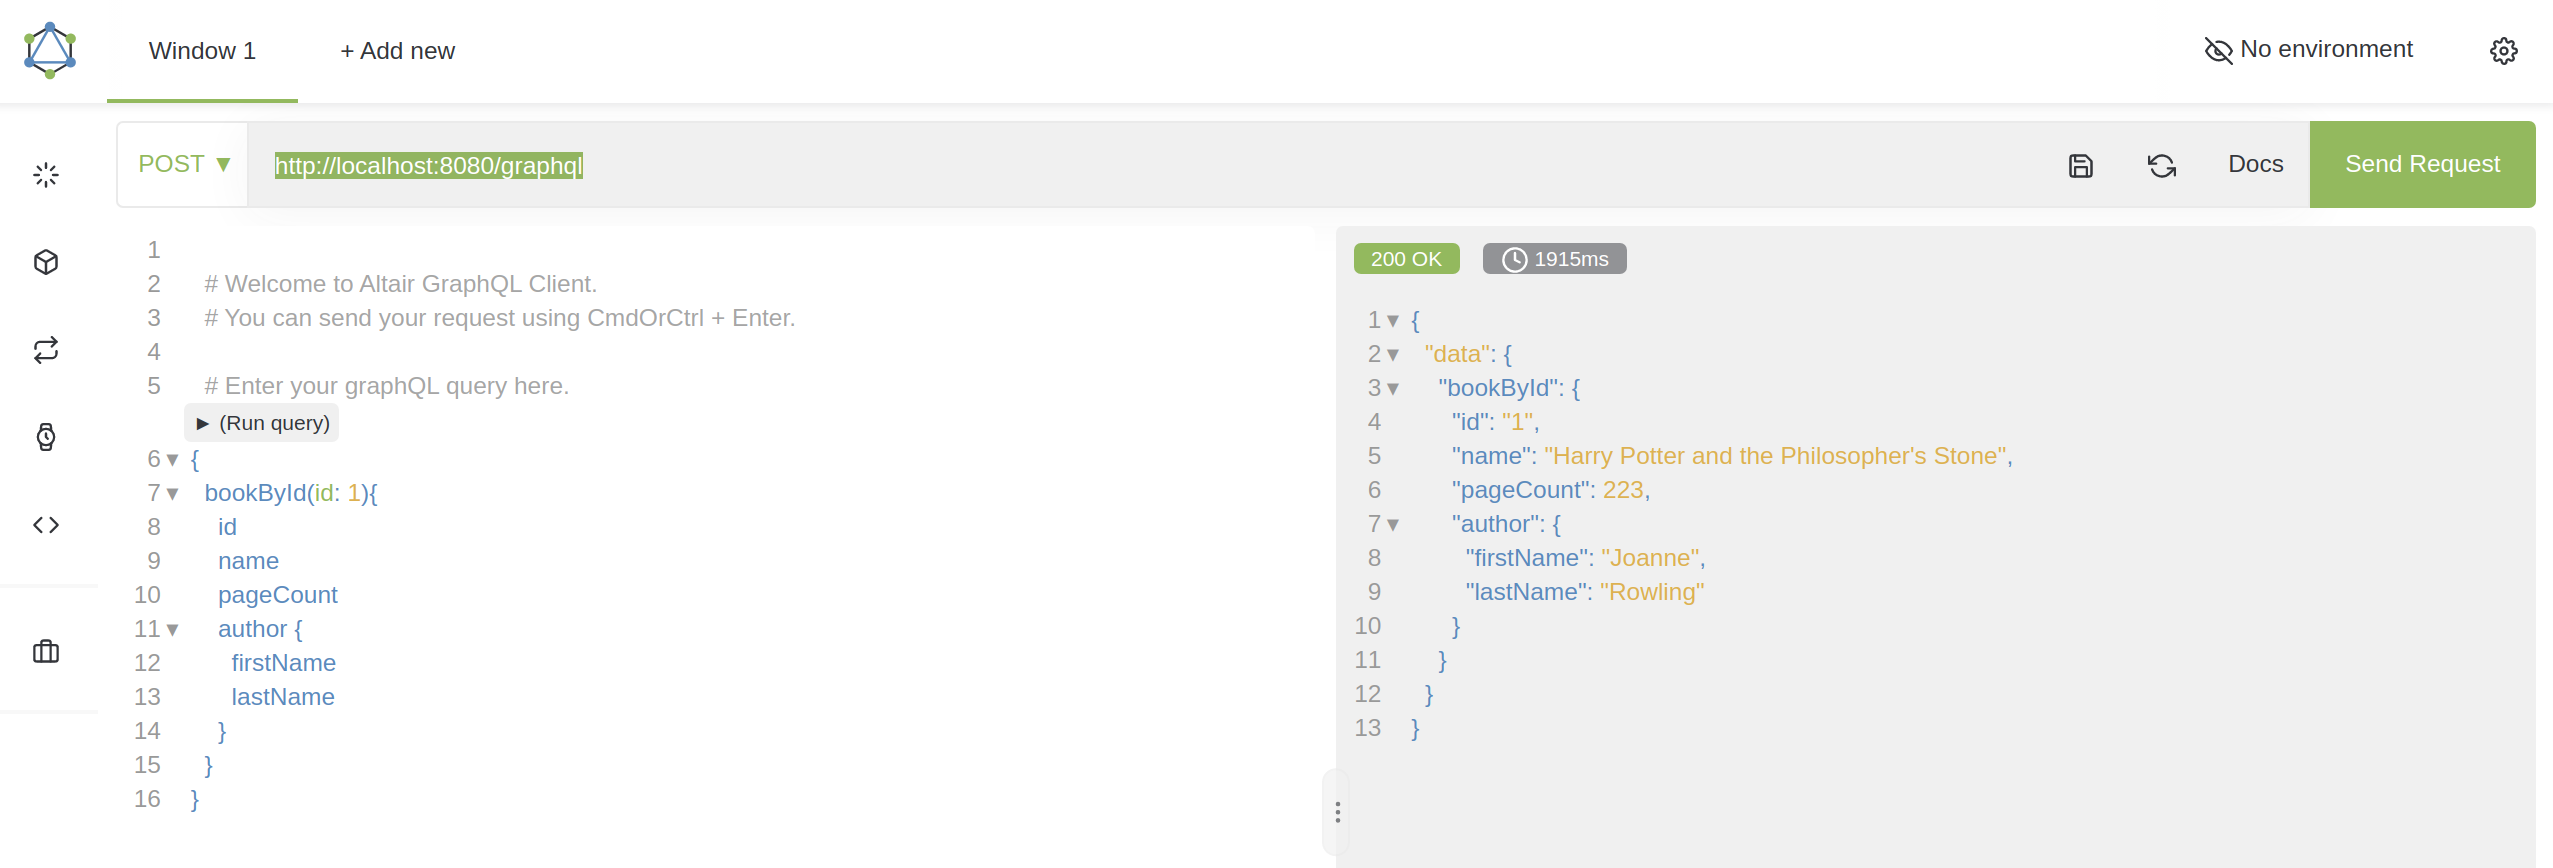 Window 1
+ Add new
No environment
POST ▼
http://localhost:8080/graphql
Docs
Send Request
1
2   # Welcome to Altair GraphQL Client.
3   # You can send your request using CmdOrCtrl + Enter.
4
5   # Enter your graphQL query here.
► (Run query)
6 ▼ {
7 ▼   bookById(id: 1){
8     id
9     name
10     pageCount
11 ▼     author {
12       firstName
13       lastName
14     }
15   }
16 }
200 OK
1915ms
1 ▼ {
2 ▼   "data": {
3 ▼     "bookById": {
4       "id": "1",
5       "name": "Harry Potter and the Philosopher's Stone",
6       "pageCount": 223,
7 ▼       "author": {
8         "firstName": "Joanne",
9         "lastName": "Rowling"
10       }
11     }
12   }
13 }